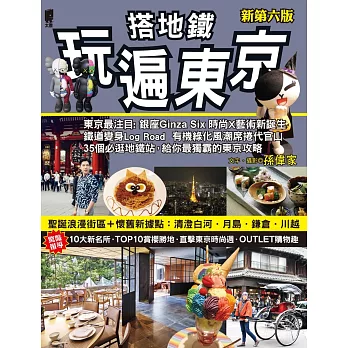 新第六版
搭地鐵
玩遍東京
東京最注目:銀座Ginza Six時尚X藝術新誕生
鐵道變身Log Road 有機綠化風潮席捲代官山
35個必逛地鐵站,給你最獨霸的東京攻略
文字・攝影◎孫偉家
聖誕浪漫街區+懷舊新據點:清澄白河・月島・鎌倉・川越
10大新名所・TOP10賞櫻勝地・直擊東京時尚週・OUTLET購物趣